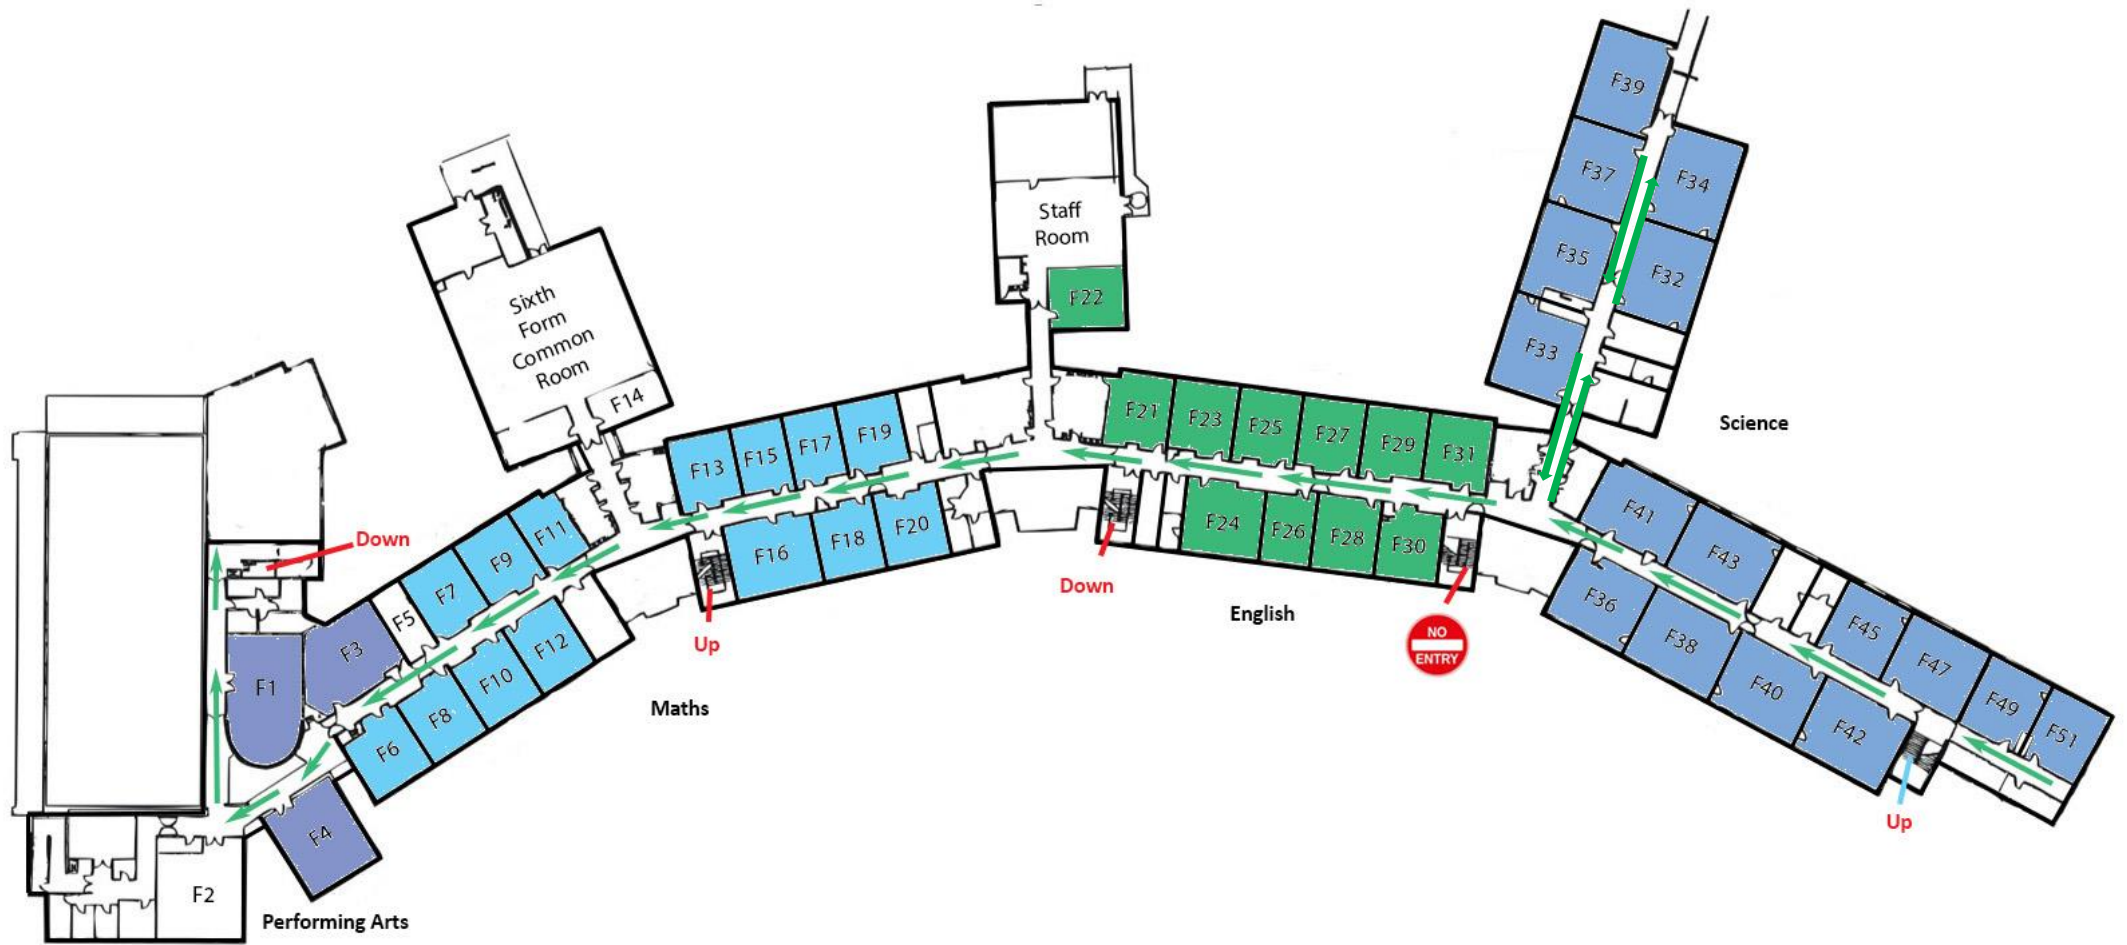 F39
F37
F34
F35
F32
F33
Science
Staff
Room
F22
Sixth
Form
Common
Room
F14
F13
F15
F17
F19
F16
F18
F20
Up
Maths
F21
F23
F25
F27
F29
F31
F24
F26
F28
F30
Down
English
NO
ENTRY
F41
F43
F45
F47
F49
F51
F36
F38
F40
F42
Up
Down
F11
F9
F7
F5
F3
F1
F12
F10
F8
F6
F4
F2
Performing Arts